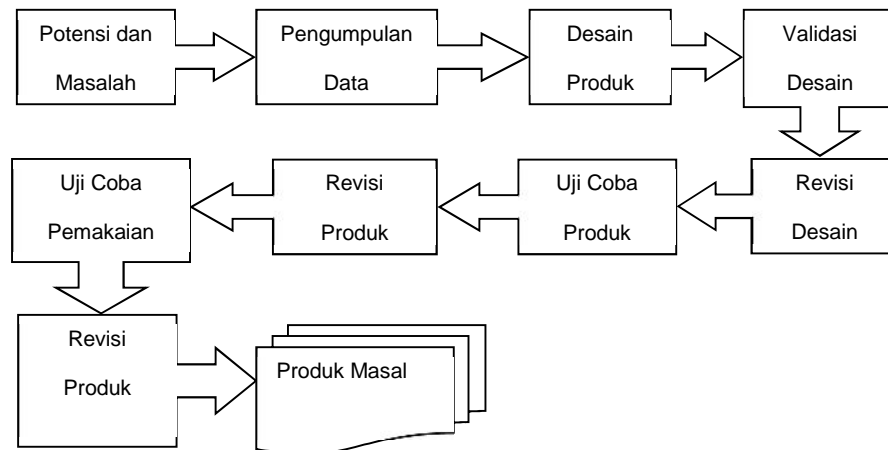 Potensi dan
Masalah
Pengumpulan
Data
Desain
Produk
Validasi
Desain
Revisi
Desain
Uji Coba
Produk
Revisi
Produk
Uji Coba
Pemakaian
Revisi
Produk
Produk Masal